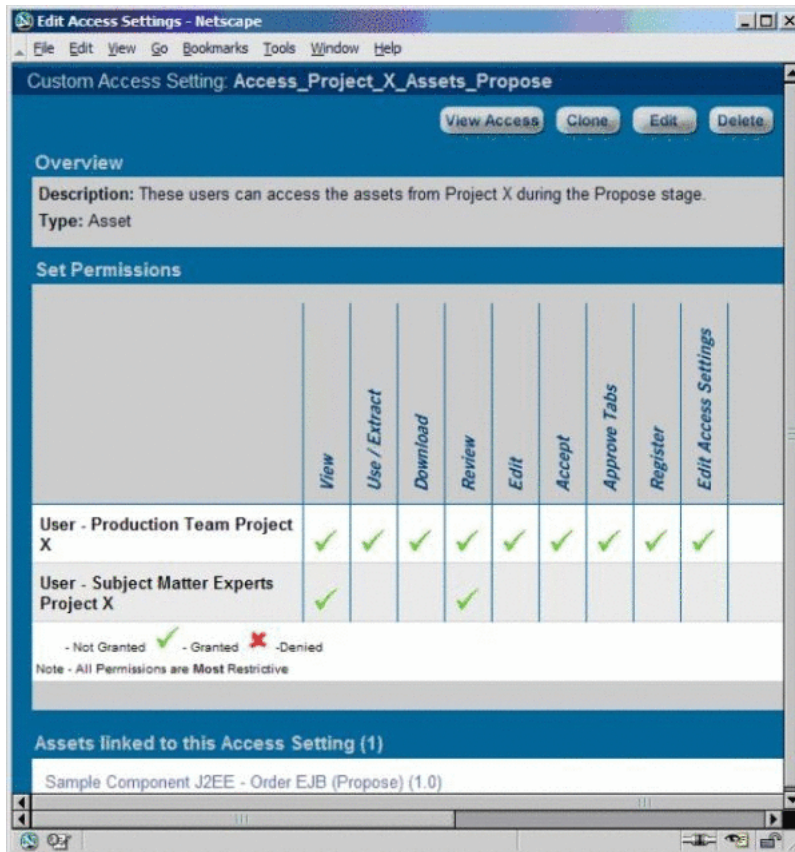 Edit Access Settings - Netscape
File Edit View Go Bookmarks Tools Window Help
Custom Access Setting: Access_Project_X_Assets_Propose
View Access Clone Edit Delete
Overview
Description: These users can access the assets from Project X during the Propose stage.
Type: Asset
Set Permissions
View
Use / Extract
Download
Review
Edit
Accept
Approve Tabs
Register
Edit Access Settings
User - Production Team Project
X
User - Subject Matter Experts
Project X
- Not Granted - Granted -Denied
Note - All Permissions are Most Restrictive
Assets linked to this Access Setting (1)
Sample Component J2EE - Order EJB (Propose) (1.0)